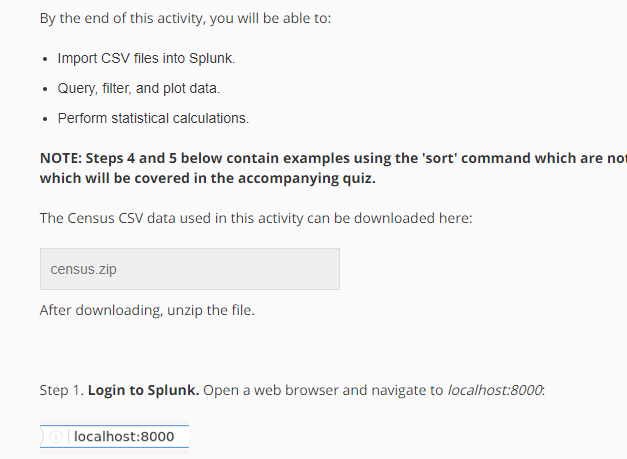 By the end of this activity, you will be able to:
• Import CSV files into Splunk.
• Query, filter, and plot data.
• Perform statistical calculations.
NOTE: Steps 4 and 5 below contain examples using the 'sort' command which are not
which will be covered in the accompanying quiz.
The Census CSV data used in this activity can be downloaded here:
census.zip
After downloading, unzip the file.
Step 1. Login to Splunk. Open a web browser and navigate to localhost:8000:
localhost:8000